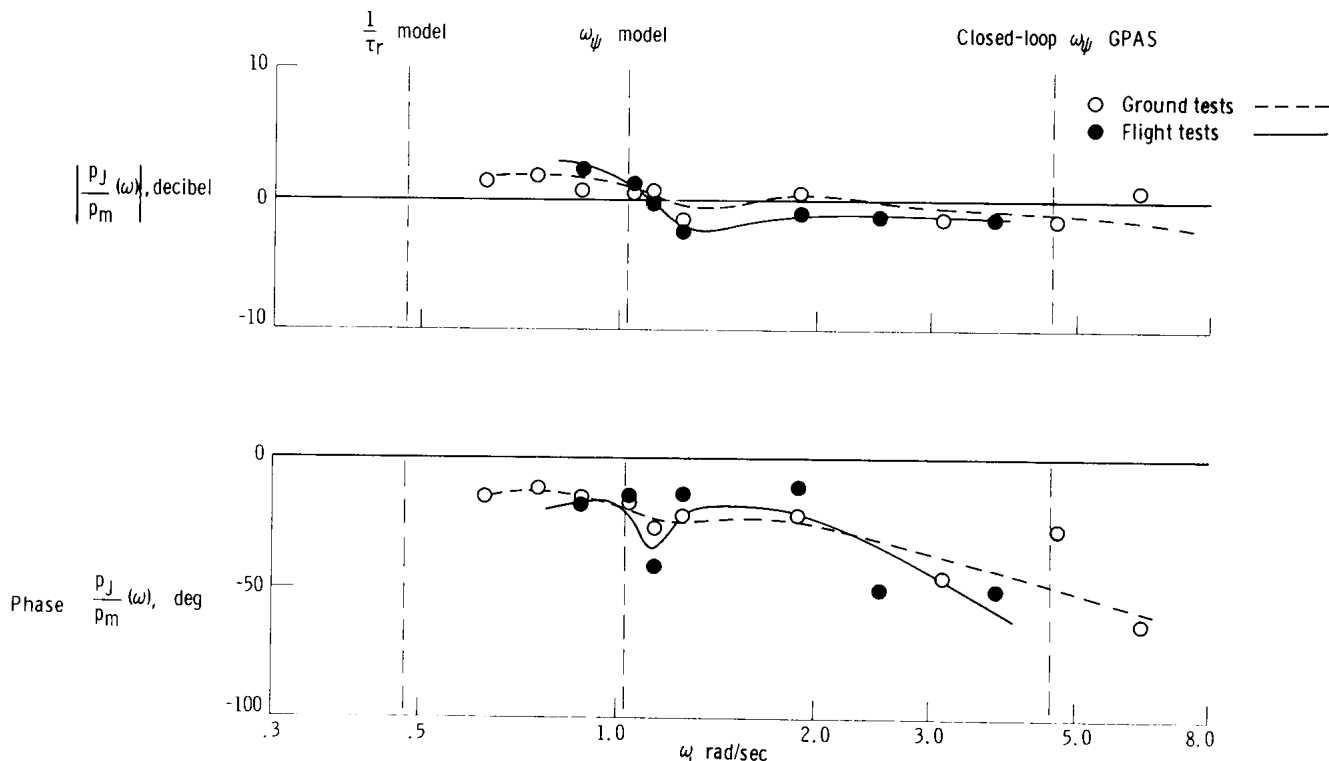 1/τr model
ωψ model
Closed-loop ωψ GPAS
10
0
-10
|pJ/pm (ω)|, decibel
Ground tests
Flight tests
0
-50
-100
Phase pJ/pm (ω), deg
.3 .5 1.0 2.0 3.0 5.0 8.0
ω, rad/sec